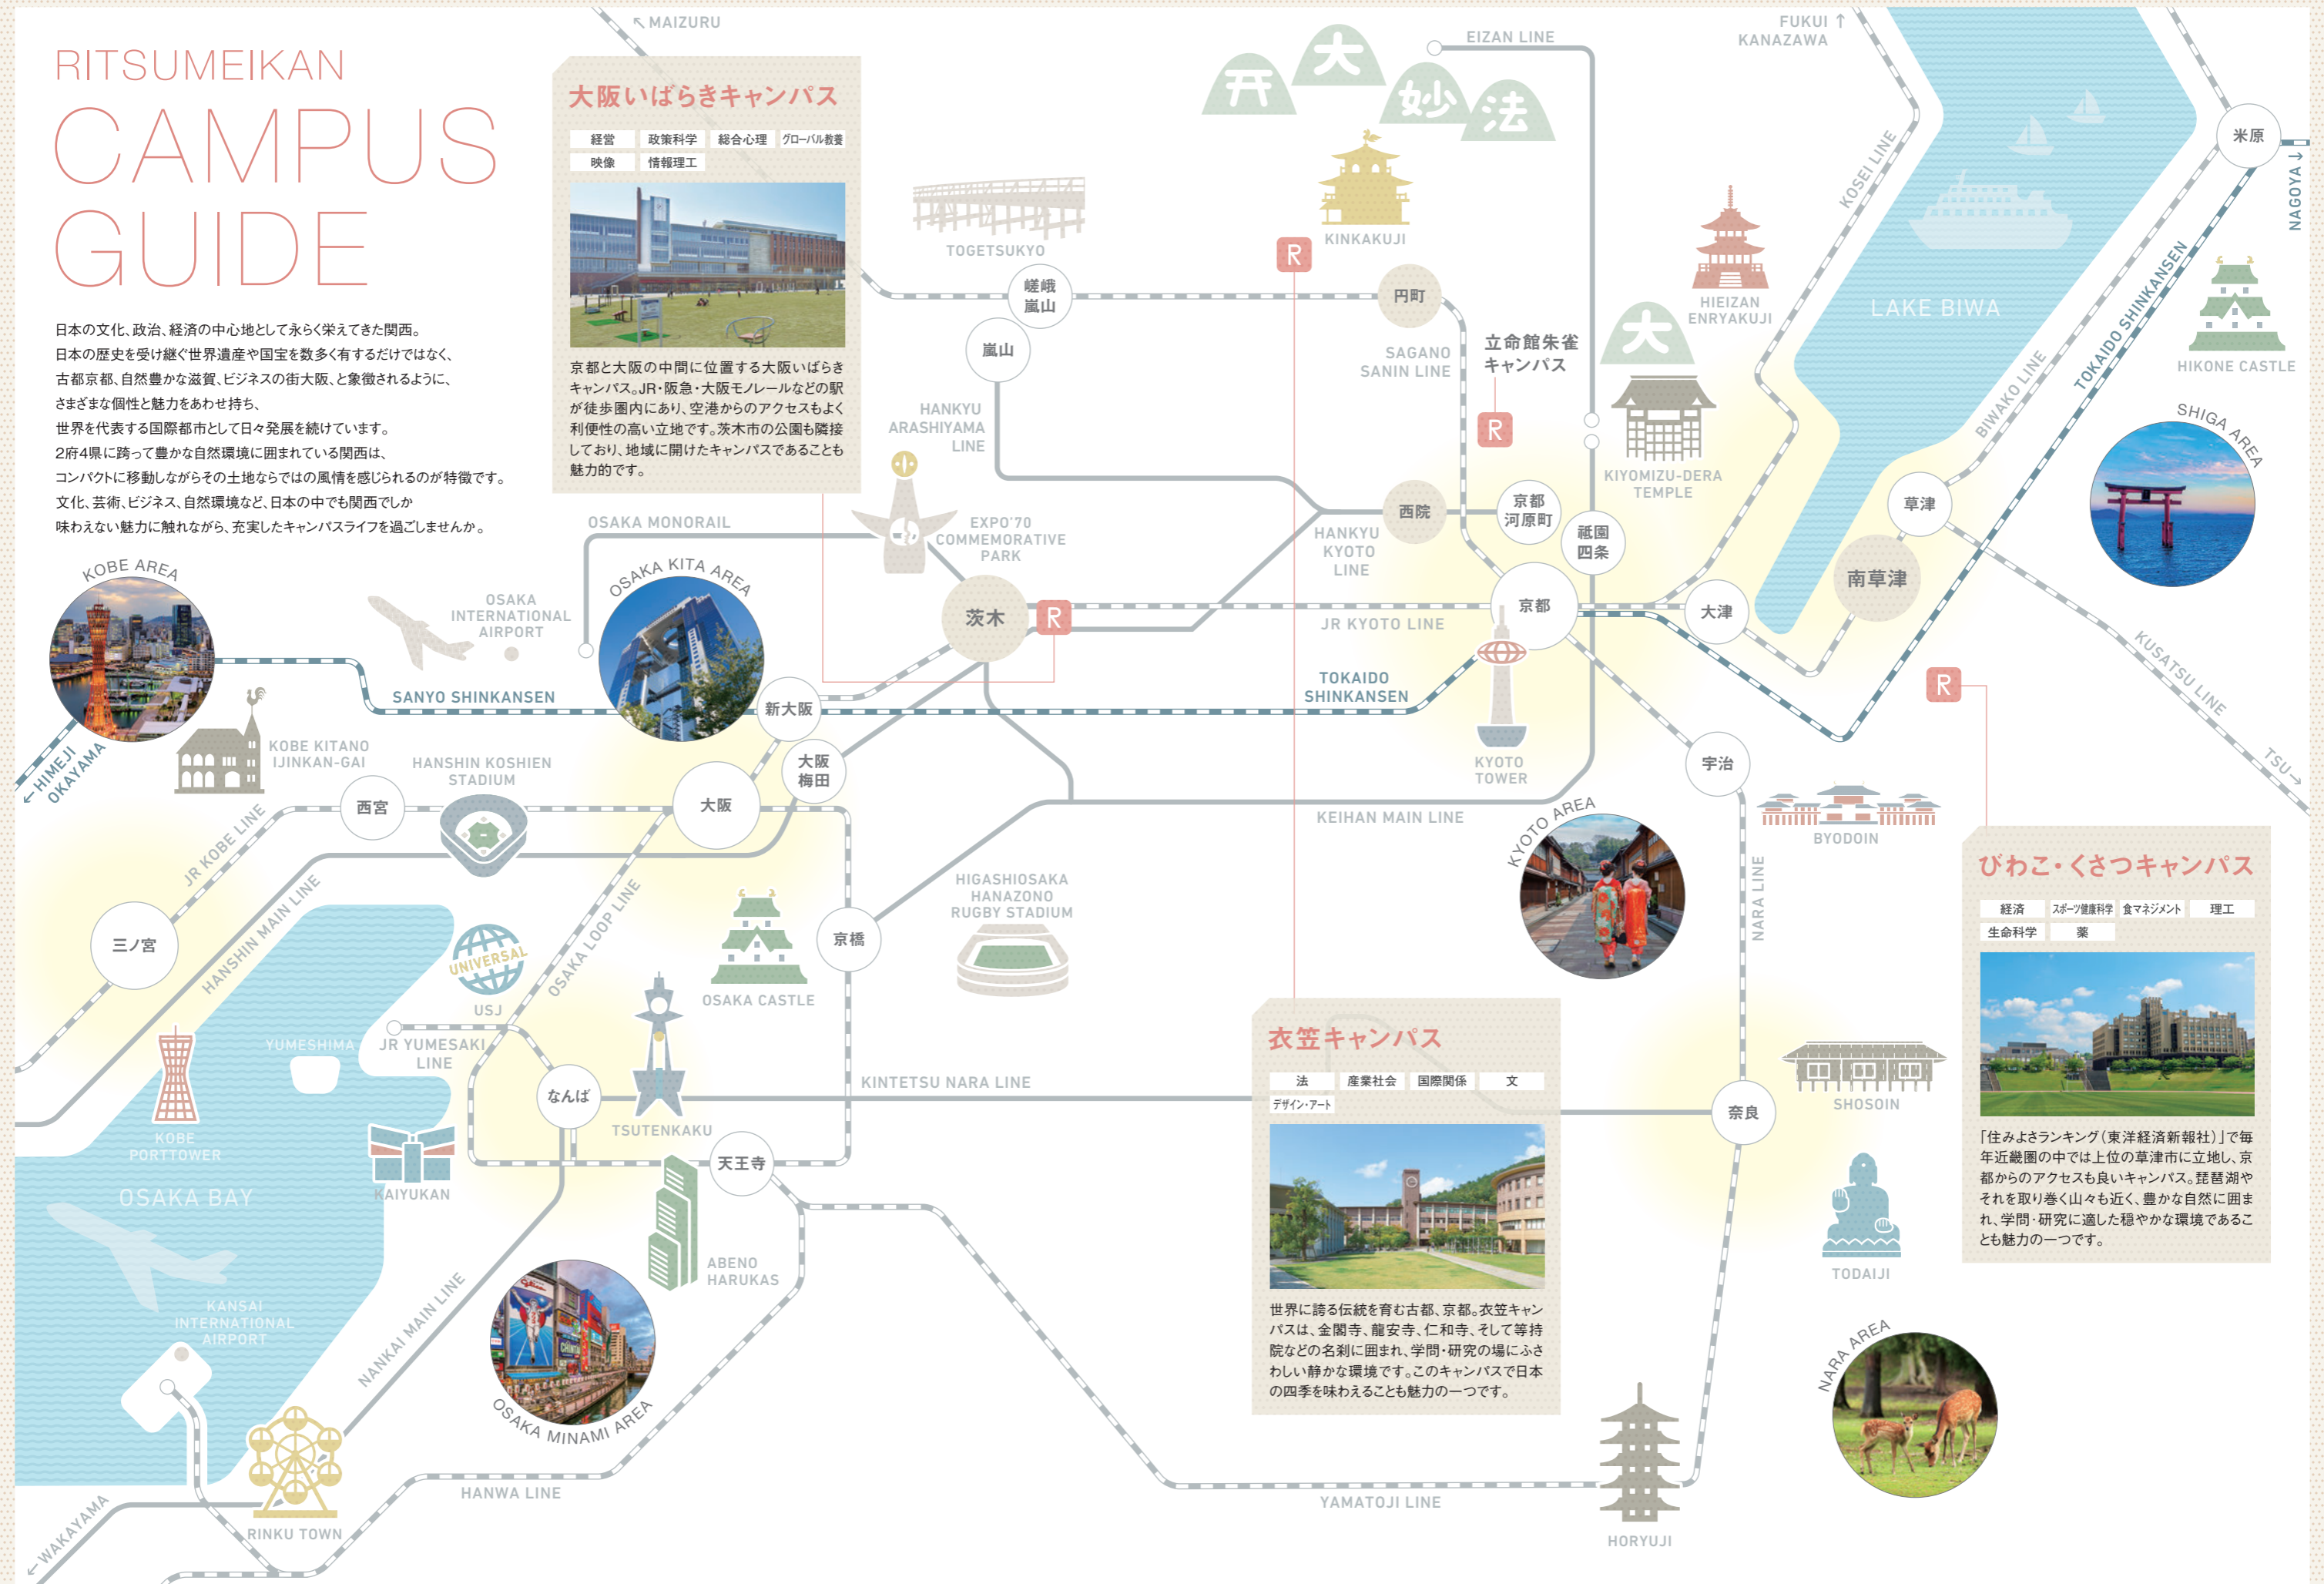 RITSUMEIKAN
CAMPUS
GUIDE
日本の文化、政治、経済の中心地として永らく栄えてきた関西。
日本の歴史を受け継ぐ世界遺産や国宝を数多く有するだけではなく、
古都京都、自然豊かな滋賀、ビジネスの街大阪、と象徴されるように、
さまざまな個性と魅力をあわせ持ち、
世界を代表する国際都市として日々発展を続けています。
2府4県に跨って豊かな自然環境に囲まれている関西は、
コンパクトに移動しながらその土地ならではの風情を感じられるのが特徴です。
文化、芸術、ビジネス、自然環境など、日本の中でも関西でしか
味わえない魅力に触れながら、充実したキャンパスライフを過ごしませんか。
↖ MAIZURU
大阪いばらきキャンパス
経営 政策科学 総合心理 グローバル教養
映像 情報理工
京都と大阪の中間に位置する大阪いばらき
キャンパス。JR・阪急・大阪モノレールなどの駅
が徒歩圏内にあり、空港からのアクセスもよく
利便性の高い立地です。茨木市の公園も隣接
しており、地域に開けたキャンパスであることも
魅力的です。
大
妙
法
EIZAN LINE
FUKUI ↑
KANAZAWA
KINKAKUJI
R
TOGETSUKYO
嵯峨
嵐山
嵐山
円町
SAGANO
SANIN LINE
立命館朱雀
キャンパス
R
HIEIZAN
ENRYAKUJI
大
KIYOMIZU-DERA
TEMPLE
KOSEI LINE
LAKE BIWA
米原
NAGOYA →
TOKAIDO SHINKANSEN
BIWAKO LINE
HIKONE CASTLE
SHIGA AREA
HANKYU
ARASHIYAMA
LINE
西院
京都
河原町
祇園
四条
HANKYU
KYOTO
LINE
草津
南草津
大津
京都
KUSATSU LINE
TSU→
OSAKA MONORAIL
EXPO'70
COMMEMORATIVE
PARK
茨木
R
JR KYOTO LINE
TOKAIDO
SHINKANSEN
KYOTO
TOWER
KOBE AREA
OSAKA
INTERNATIONAL
AIRPORT
OSAKA KITA AREA
SANYO SHINKANSEN
← HIMEJI
OKAYAMA
KOBE KITANO
IJINKAN-GAI
HANSHIN KOSHIEN
STADIUM
新大阪
大阪
梅田
大阪
西宮
JR KOBE LINE
HANSHIN MAIN LINE
三ノ宮
OSAKA LOOP LINE
UNIVERSAL
USJ
OSAKA CASTLE
京橋
HIGASHIOSAKA
HANAZONO
RUGBY STADIUM
KEIHAN MAIN LINE
KYOTO AREA
宇治
BYODOIN
NARA LINE
R
びわこ・くさつキャンパス
経済 スポーツ健康科学 食マネジメント 理工
生命科学 薬
「住みよさランキング（東洋経済新報社）」で毎
年近畿圏の中では上位の草津市に立地し、京
都からのアクセスも良いキャンパス。琵琶湖や
それを取り巻く山々も近く、豊かな自然に囲ま
れ、学問・研究に適した穏やかな環境であるこ
とも魅力の一つです。
YUMESHIMA
JR YUMESAKI
LINE
なんば
TSUTENKAKU
KINTETSU NARA LINE
KOBE
PORTTOWER
KAIYUKAN
天王寺
ABENO
HARUKAS
OSAKA BAY
KANSAI
INTERNATIONAL
AIRPORT
NANKAI MAIN LINE
OSAKA MINAMI AREA
RINKU TOWN
← WAKAYAMA
HANWA LINE
衣笠キャンパス
法 産業社会 国際関係 文
デザイン・アート
世界に誇る伝統を育む古都、京都。衣笠キャン
パスは、金閣寺、龍安寺、仁和寺、そして等持
院などの名刹に囲まれ、学問・研究の場にふさ
わしい静かな環境です。このキャンパスで日本
の四季を味わえることも魅力の一つです。
奈良
SHOSOIN
TODAIJI
NARA AREA
YAMATOJI LINE
HORYUJI